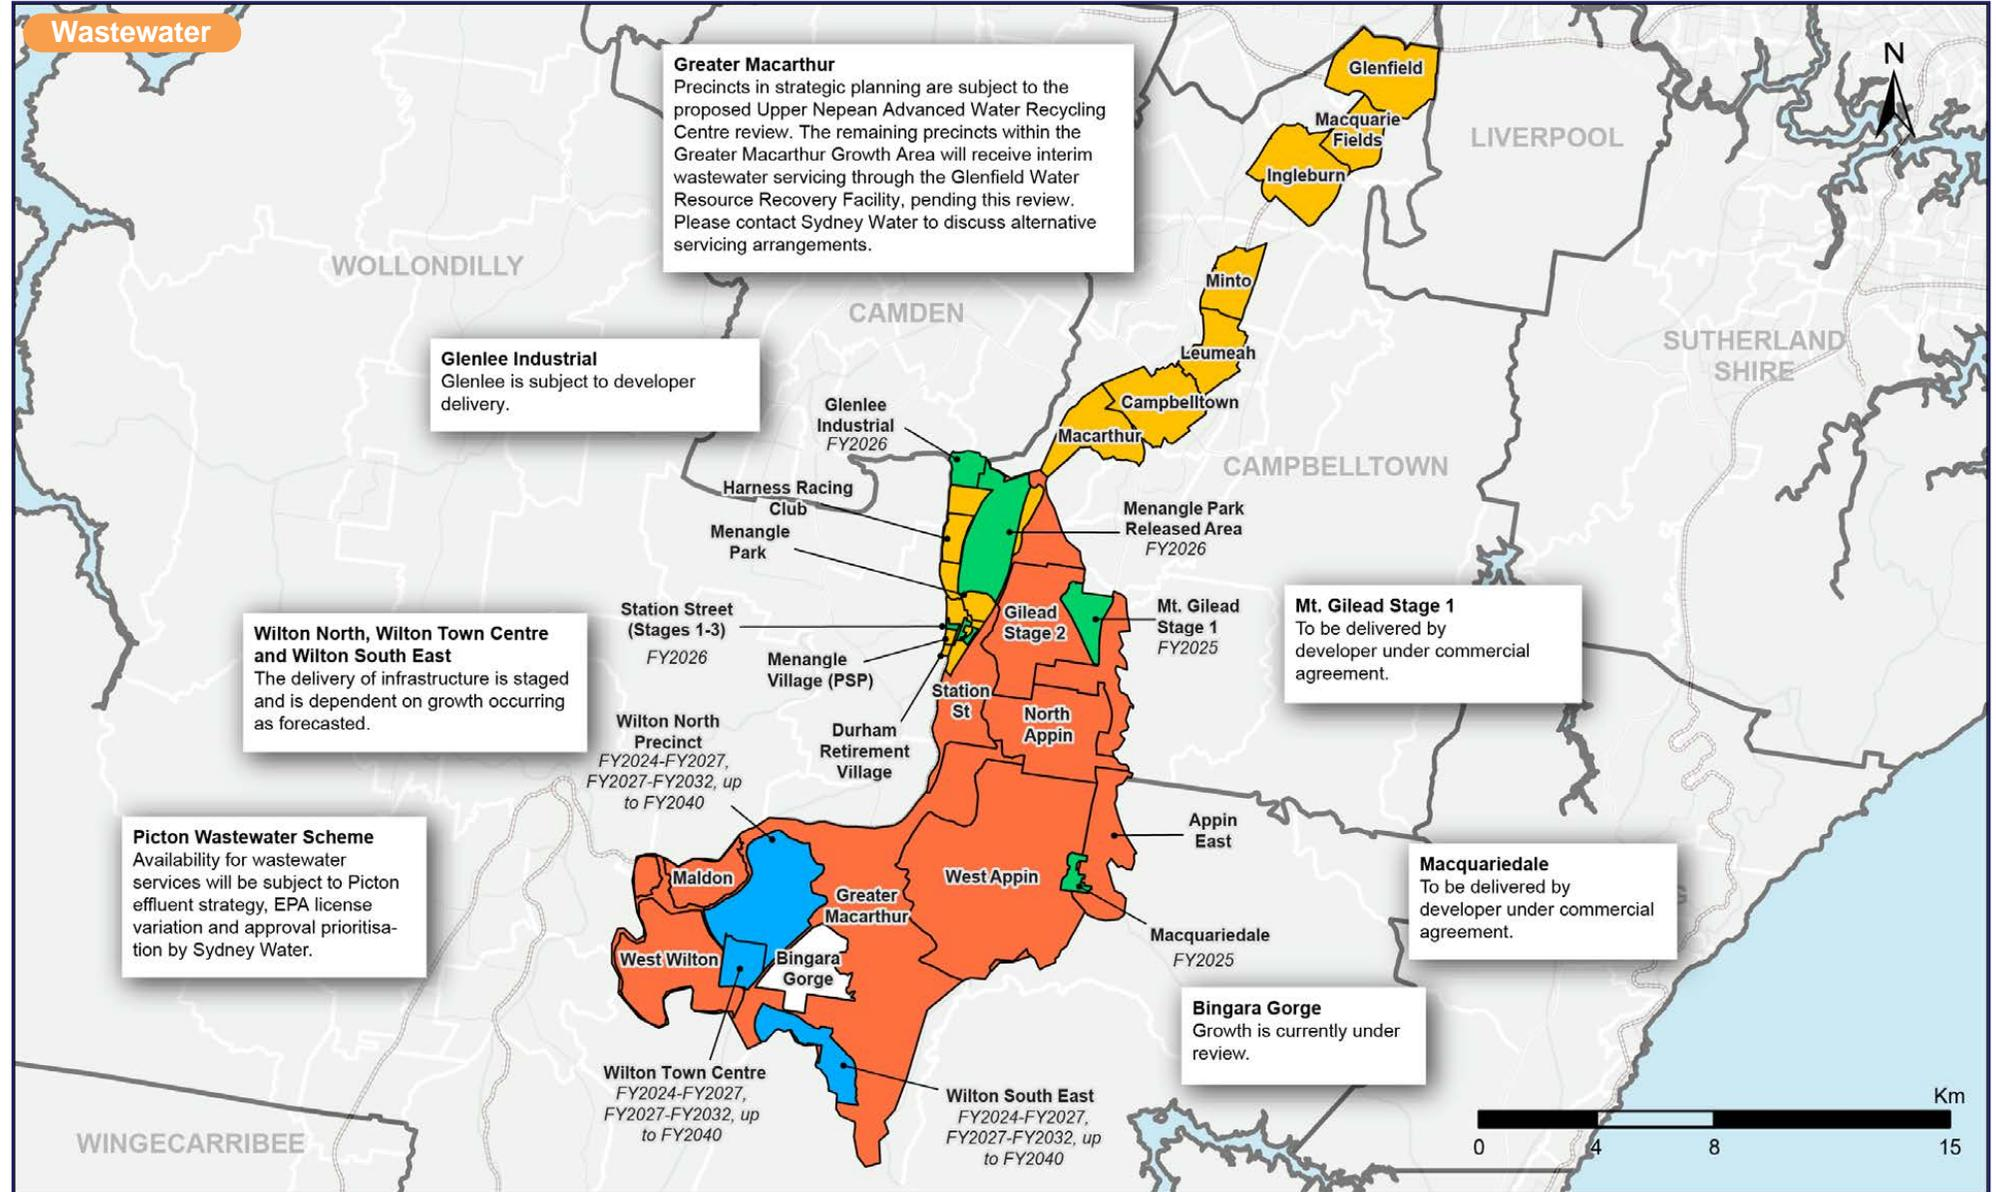 Wastewater
Greater Macarthur
Precincts in strategic planning are subject to the
proposed Upper Nepean Advanced Water Recycling
Centre review. The remaining precincts within the
Greater Macarthur Growth Area will receive interim
wastewater servicing through the Glenfield Water
Resource Recovery Facility, pending this review.
Please contact Sydney Water to discuss alternative
servicing arrangements.
N
Glenfield
Macquarie
Fields
Ingleburn
LIVERPOOL
WOLLONDILLY
CAMDEN
Minto
Leumeah
SUTHERLAND
SHIRE
Glenlee Industrial
Glenlee is subject to developer
delivery.
Glenlee
Industrial
FY2026
Campbelltown
Macarthur
CAMPBELLTOWN
Harness Racing
Club
Menangle
Park
Menangle Park
Released Area
FY2026
Station Street
(Stages 1-3)
FY2026
Gilead
Stage 2
Mt. Gilead
Stage 1
FY2025
Mt. Gilead Stage 1
To be delivered by
developer under commercial
agreement.
Wilton North, Wilton Town Centre
and Wilton South East
The delivery of infrastructure is staged
and is dependent on growth occurring
as forecasted.
Menangle
Village (PSP)
Station
St
North
Appin
Durham
Retirement
Village
Wilton North
Precinct
FY2024-FY2027,
FY2027-FY2032, up
to FY2040
Picton Wastewater Scheme
Availability for wastewater
services will be subject to Picton
effluent strategy, EPA license
variation and approval prioritisa-
tion by Sydney Water.
Appin
East
Maldon
Greater
Macarthur
West Appin
Macquariedale
To be delivered by
developer under commercial
agreement.
G
Macquariedale
FY2025
West Wilton
Bingara
Gorge
Bingara Gorge
Growth is currently under
review.
Wilton Town Centre
FY2024-FY2027,
FY2027-FY2032, up
to FY2040
Wilton South East
FY2024-FY2027,
FY2027-FY2032, up
to FY2040
WINGECARRIBEE
Km
0 4 8 15